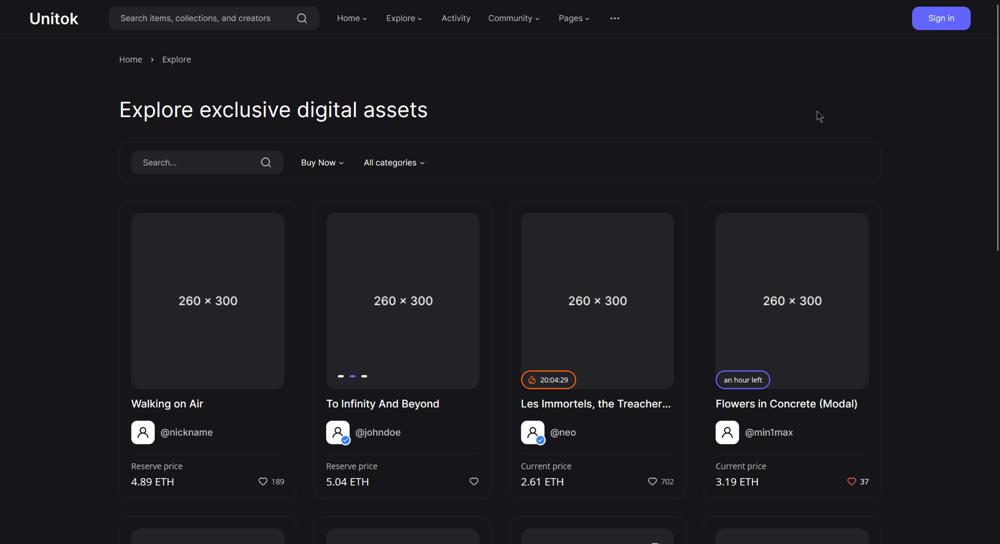 Unitok
Search items, collections, and creators
Home
Explore
Activity
Community
Pages
Sign in
Home
Explore
Explore exclusive digital assets
Search...
Buy Now
All categories
260 × 300
260 × 300
260 × 300
260 × 300
20:04:29
an hour left
Walking on Air
To Infinity And Beyond
Les Immortels, the Treacher...
Flowers in Concrete (Modal)
@nickname
@johndoe
@neo
@min1max
Reserve price
Reserve price
Current price
Current price
4.89 ETH
189
5.04 ETH
2.61 ETH
702
3.19 ETH
37